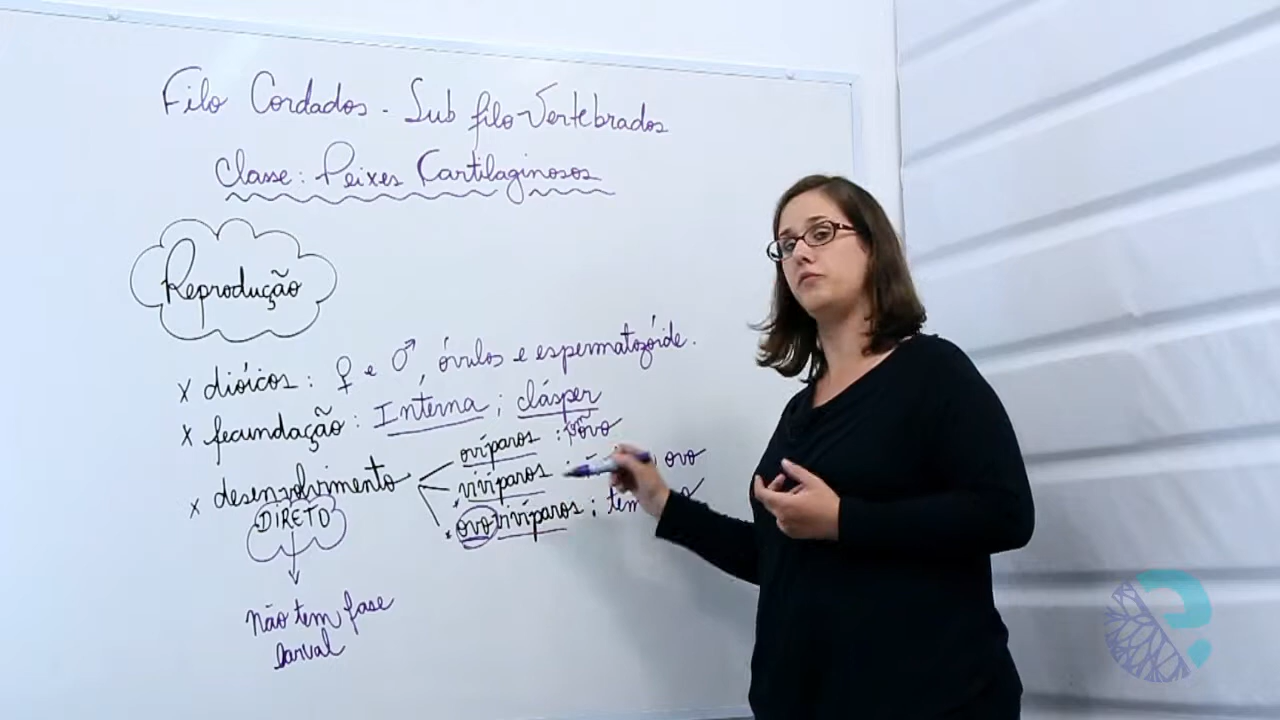 Filo Cordados - Sub filo Vertebrados
Classe: Peixes Cartilaginosos
Reprodução
x dióicos: ♀ e ♂, óvulos e espermatozóide.
x fecundação: Intérna; clásper
ovíparos: ovo
x desenvolvimento vivíparos: ovo
DIRETO ovovivíparos; tem
não tem fase
larval